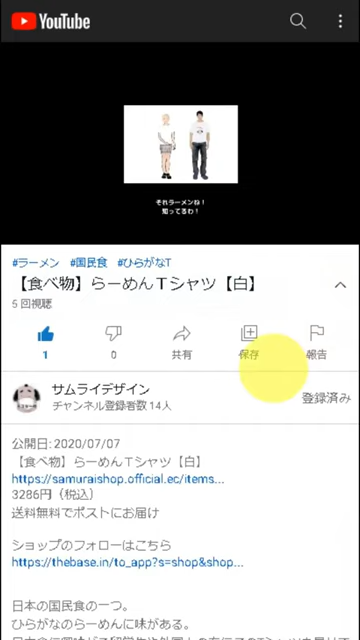 YouTube
それラーメンね！
知ってるわ！
#ラーメン #国民食 #ひらがなT
【食べ物】らーめんＴシャツ【白】
5 回視聴
1
0
共有
保存
報告
サムライデザイン
チャンネル登録者数 14人
登録済み
公開日: 2020/07/07
【食べ物】らーめんＴシャツ【白】
https://samuraishop.official.ec/items...
3286円（税込）
送料無料でポストにお届け
ショップのフォローはこちら
https://thebase.in/to_app?s=shop&shop...
日本の国民食の一つ。
ひらがなのらーめんに味がある。